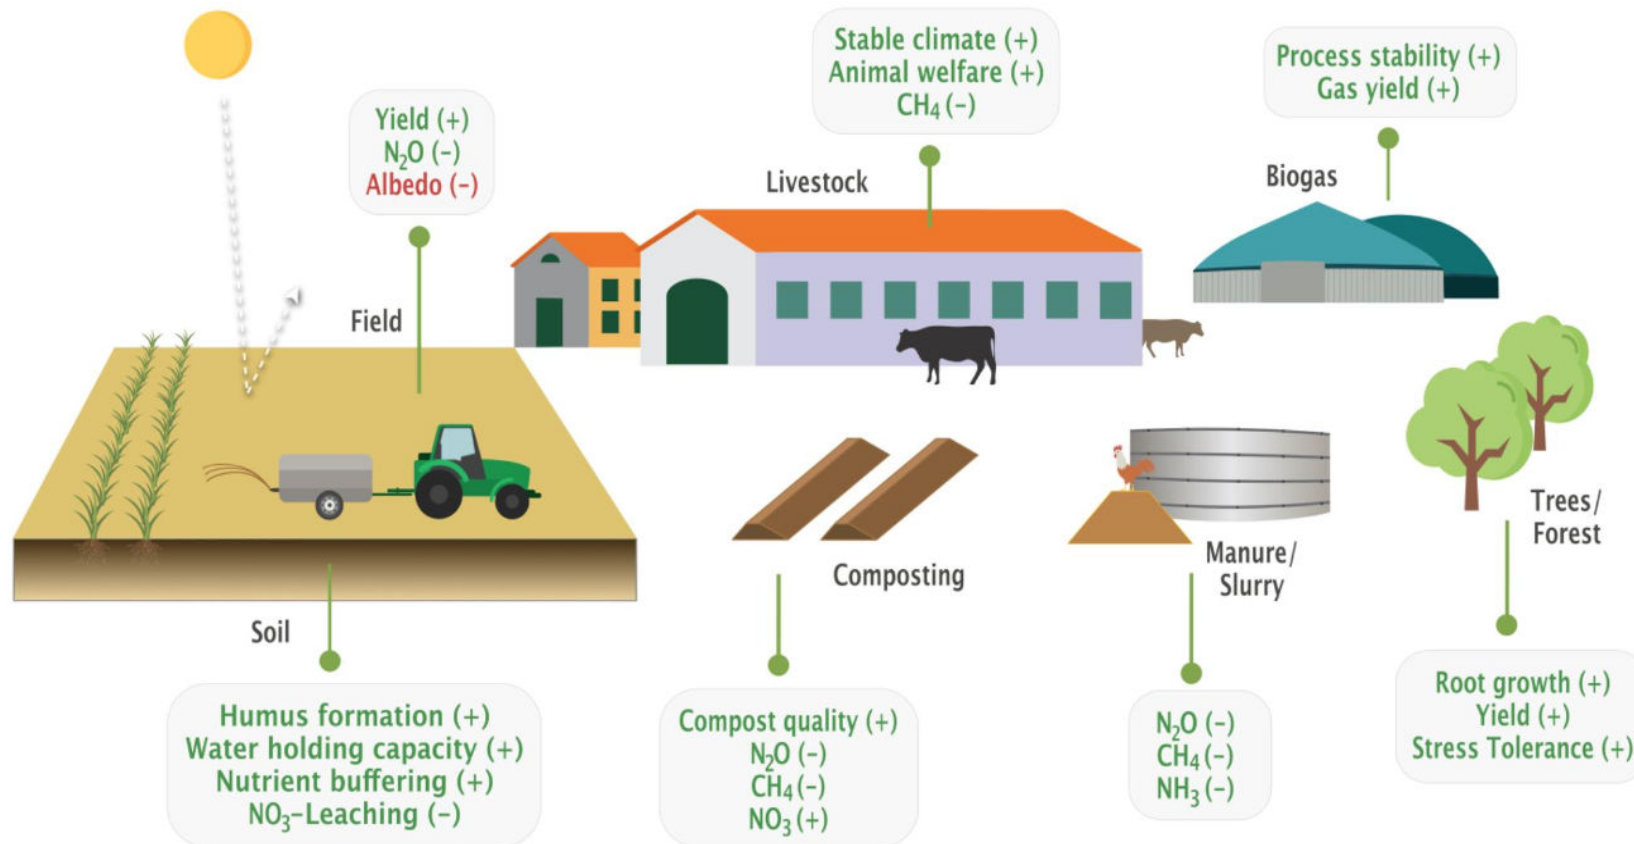 Stable climate (+)
Animal welfare (+)
CH₄ (–)
Process stability (+)
Gas yield (+)
Yield (+)
N₂O (–)
Albedo (–)
Livestock
Biogas
Field
Trees/
Forest
Composting
Manure/
Slurry
Soil
Humus formation (+)
Water holding capacity (+)
Nutrient buffering (+)
NO₃–Leaching (–)
Compost quality (+)
N₂O (–)
CH₄ (–)
NO₃ (+)
N₂O (–)
CH₄ (–)
NH₃ (–)
Root growth (+)
Yield (+)
Stress Tolerance (+)